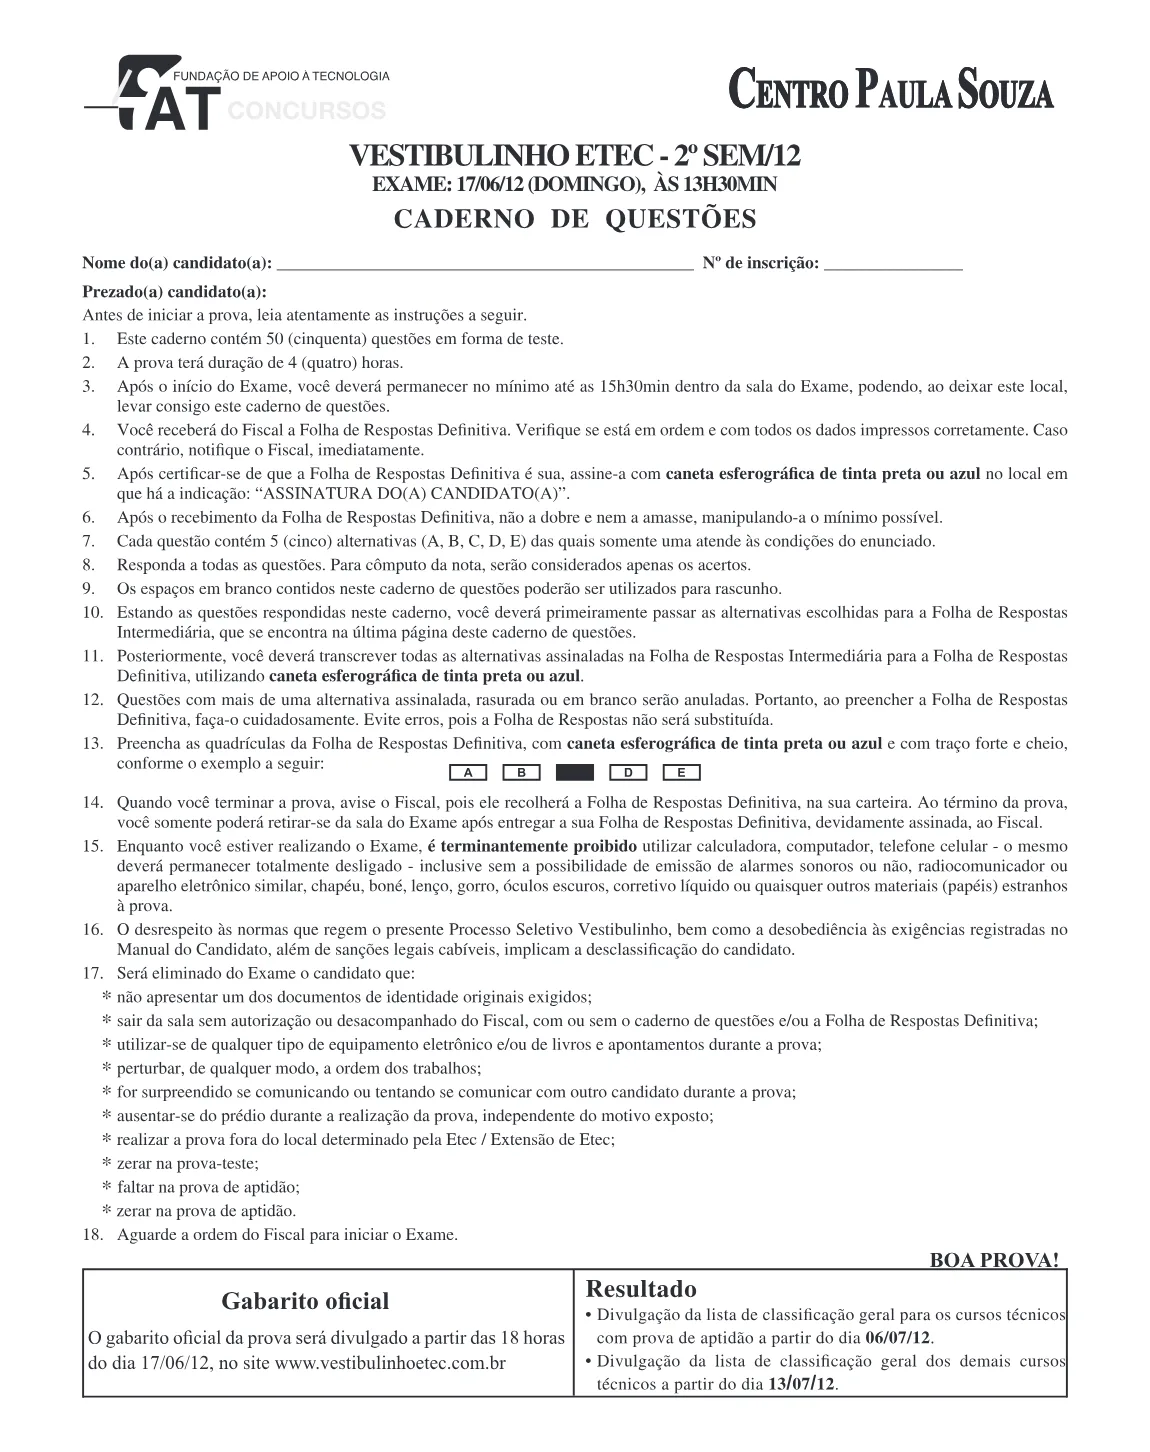 FUNDAÇÃO DE APOIO À TECNOLOGIA
FAT CONCURSOS
CENTRO PAULA SOUZA
VESTIBULINHO ETEC - 2º SEM/12
EXAME: 17/06/12 (DOMINGO), ÀS 13H30MIN
CADERNO DE QUESTÕES
Nome do(a) candidato(a): ________________________________________________ Nº de inscrição: ________________
Prezado(a) candidato(a):
Antes de iniciar a prova, leia atentamente as instruções a seguir.
1. Este caderno contém 50 (cinquenta) questões em forma de teste.
2. A prova terá duração de 4 (quatro) horas.
3. Após o início do Exame, você deverá permanecer no mínimo até as 15h30min dentro da sala do Exame, podendo, ao deixar este local,
levar consigo este caderno de questões.
4. Você receberá do Fiscal a Folha de Respostas Definitiva. Verifique se está em ordem e com todos os dados impressos corretamente. Caso
contrário, notifique o Fiscal, imediatamente.
5. Após certificar-se de que a Folha de Respostas Definitiva é sua, assine-a com caneta esferográfica de tinta preta ou azul no local em
que há a indicação: “ASSINATURA DO(A) CANDIDATO(A)”.
6. Após o recebimento da Folha de Respostas Definitiva, não a dobre e nem a amasse, manipulando-a o mínimo possível.
7. Cada questão contém 5 (cinco) alternativas (A, B, C, D, E) das quais somente uma atende às condições do enunciado.
8. Responda a todas as questões. Para cômputo da nota, serão considerados apenas os acertos.
9. Os espaços em branco contidos neste caderno de questões poderão ser utilizados para rascunho.
10. Estando as questões respondidas neste caderno, você deverá primeiramente passar as alternativas escolhidas para a Folha de Respostas
Intermediária, que se encontra na última página deste caderno de questões.
11. Posteriormente, você deverá transcrever todas as alternativas assinaladas na Folha de Respostas Intermediária para a Folha de Respostas
Definitiva, utilizando caneta esferográfica de tinta preta ou azul.
12. Questões com mais de uma alternativa assinalada, rasurada ou em branco serão anuladas. Portanto, ao preencher a Folha de Respostas
Definitiva, faça-o cuidadosamente. Evite erros, pois a Folha de Respostas não será substituída.
13. Preencha as quadrículas da Folha de Respostas Definitiva, com caneta esferográfica de tinta preta ou azul e com traço forte e cheio,
conforme o exemplo a seguir: A B D E
14. Quando você terminar a prova, avise o Fiscal, pois ele recolherá a Folha de Respostas Definitiva, na sua carteira. Ao término da prova,
você somente poderá retirar-se da sala do Exame após entregar a sua Folha de Respostas Definitiva, devidamente assinada, ao Fiscal.
15. Enquanto você estiver realizando o Exame, é terminantemente proibido utilizar calculadora, computador, telefone celular - o mesmo
deverá permanecer totalmente desligado - inclusive sem a possibilidade de emissão de alarmes sonoros ou não, radiocomunicador ou
aparelho eletrônico similar, chapéu, boné, lenço, gorro, óculos escuros, corretivo líquido ou quaisquer outros materiais (papéis) estranhos
à prova.
16. O desrespeito às normas que regem o presente Processo Seletivo Vestibulinho, bem como a desobediência às exigências registradas no
Manual do Candidato, além de sanções legais cabíveis, implicam a desclassificação do candidato.
17. Será eliminado do Exame o candidato que:
* não apresentar um dos documentos de identidade originais exigidos;
* sair da sala sem autorização ou desacompanhado do Fiscal, com ou sem o caderno de questões e/ou a Folha de Respostas Definitiva;
* utilizar-se de qualquer tipo de equipamento eletrônico e/ou de livros e apontamentos durante a prova;
* perturbar, de qualquer modo, a ordem dos trabalhos;
* for surpreendido se comunicando ou tentando se comunicar com outro candidato durante a prova;
* ausentar-se do prédio durante a realização da prova, independente do motivo exposto;
* realizar a prova fora do local determinado pela Etec / Extensão de Etec;
* zerar na prova-teste;
* faltar na prova de aptidão;
* zerar na prova de aptidão.
18. Aguarde a ordem do Fiscal para iniciar o Exame.
BOA PROVA!
Gabarito oficial
O gabarito oficial da prova será divulgado a partir das 18 horas
do dia 17/06/12, no site www.vestibulinhoetec.com.br
Resultado
• Divulgação da lista de classificação geral para os cursos técnicos
com prova de aptidão a partir do dia 06/07/12.
• Divulgação da lista de classificação geral dos demais cursos
técnicos a partir do dia 13/07/12.